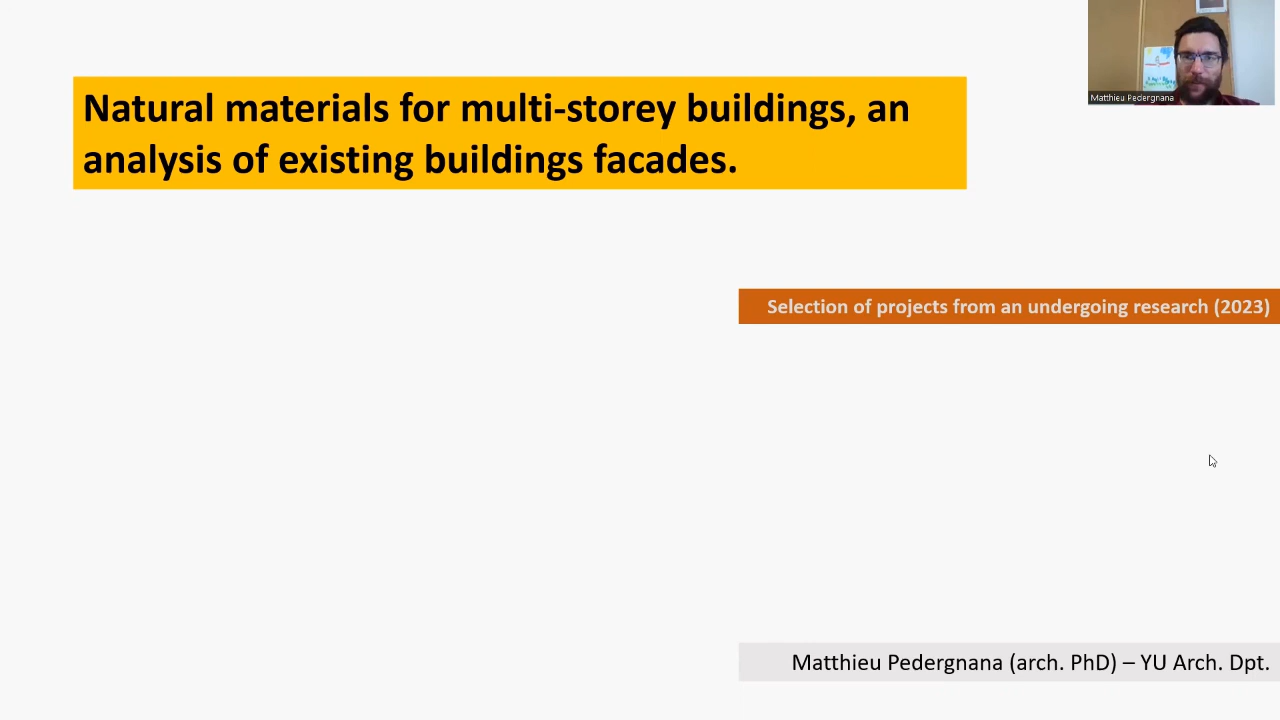 Matthieu Pedergnana
Natural materials for multi-storey buildings, an
analysis of existing buildings facades.
Selection of projects from an undergoing research (2023)
Matthieu Pedergnana (arch. PhD) – YU Arch. Dpt.